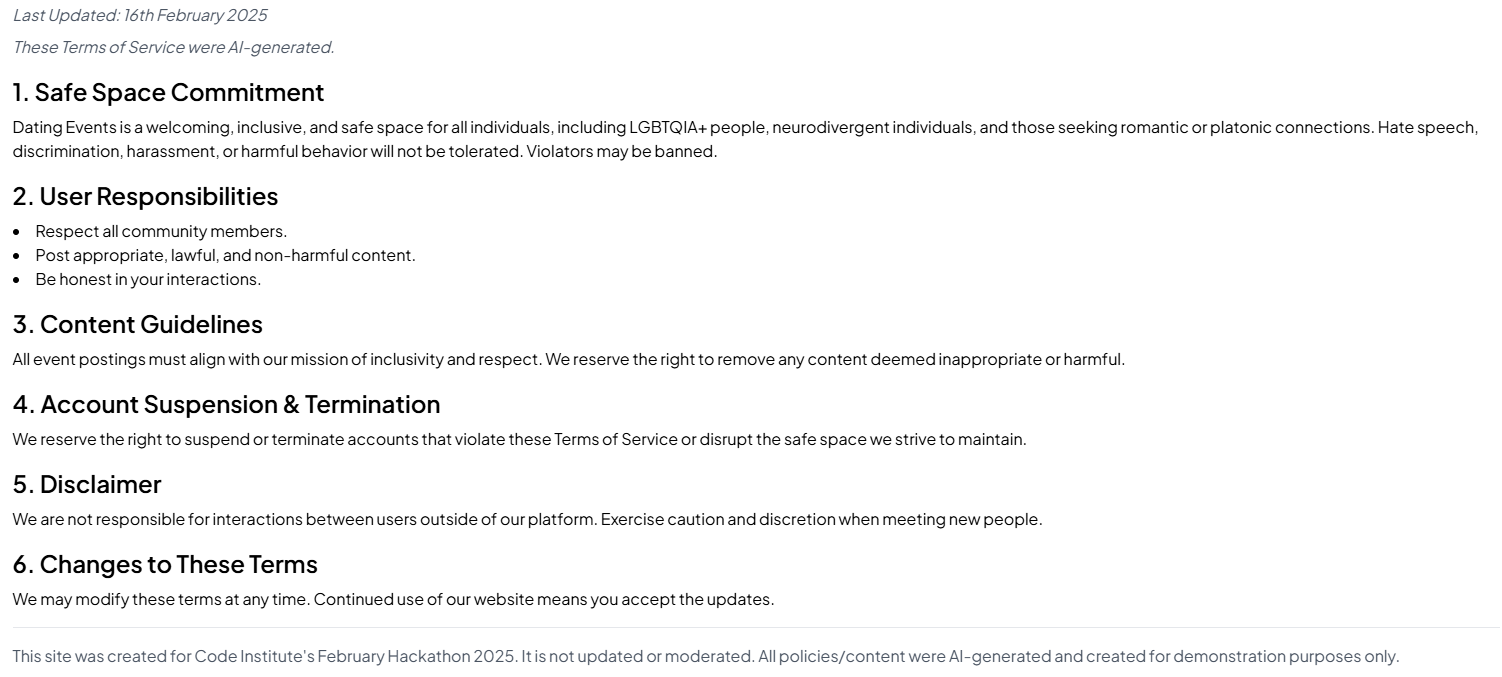 Last Updated: 16th February 2025
These Terms of Service were AI-generated.
1. Safe Space Commitment
Dating Events is a welcoming, inclusive, and safe space for all individuals, including LGBTQIA+ people, neurodivergent individuals, and those seeking romantic or platonic connections. Hate speech,
discrimination, harassment, or harmful behavior will not be tolerated. Violators may be banned.
2. User Responsibilities
• Respect all community members.
• Post appropriate, lawful, and non-harmful content.
• Be honest in your interactions.
3. Content Guidelines
All event postings must align with our mission of inclusivity and respect. We reserve the right to remove any content deemed inappropriate or harmful.
4. Account Suspension & Termination
We reserve the right to suspend or terminate accounts that violate these Terms of Service or disrupt the safe space we strive to maintain.
5. Disclaimer
We are not responsible for interactions between users outside of our platform. Exercise caution and discretion when meeting new people.
6. Changes to These Terms
We may modify these terms at any time. Continued use of our website means you accept the updates.
This site was created for Code Institute's February Hackathon 2025. It is not updated or moderated. All policies/content were AI-generated and created for demonstration purposes only.